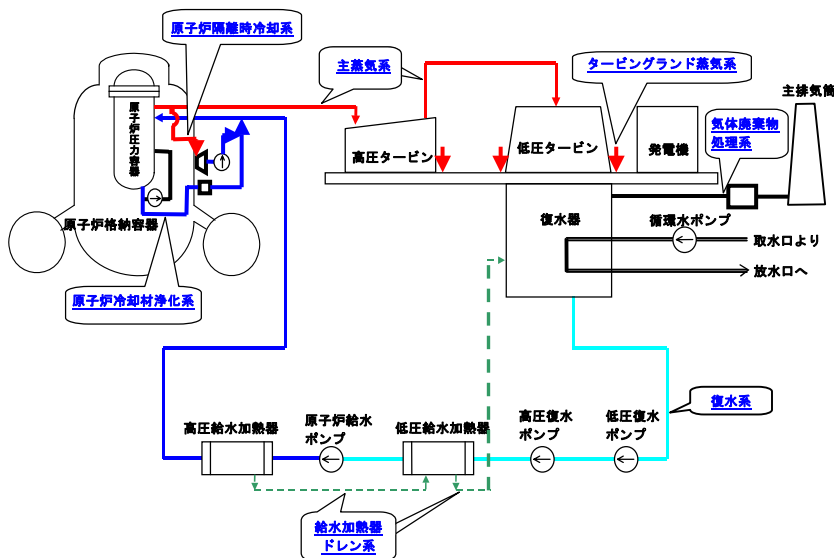 原子炉隔離時冷却系
主蒸気系
タービングランド蒸気系
主排気筒
気体廃棄物
処理系
原子炉圧力容器
高圧タービン
低圧タービン
発電機
原子炉格納容器
復水器
循環水ポンプ
取水口より
放水口へ
原子炉冷却材浄化系
復水系
高圧給水加熱器
原子炉給水
ポンプ
低圧給水加熱器
高圧復水
ポンプ
低圧復水
ポンプ
給水加熱器
ドレン系